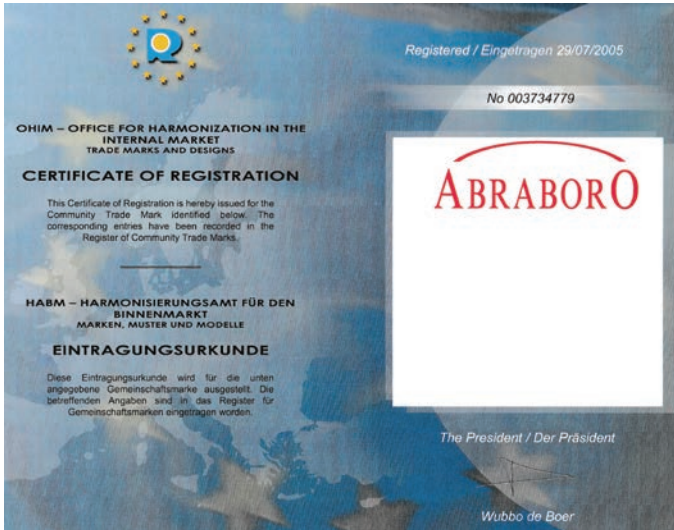 OHIM – OFFICE FOR HARMONIZATION IN THE
INTERNAL MARKET
TRADE MARKS AND DESIGNS
CERTIFICATE OF REGISTRATION
This Certificate of Registration is hereby issued for the
Community Trade Mark identified below. The
corresponding entries have been recorded in the
Register of Community Trade Marks.
HABM – HARMONISIERUNGSAMT FÜR DEN
BINNENMARKT
MARKEN, MUSTER UND MODELLE
EINTRAGUNGSURKUNDE
Diese Eintragungsurkunde wird für die unten
angegebene Gemeinschaftsmarke ausgestellt. Die
betreffenden Angaben sind in das Register für
Gemeinschaftsmarken eingetragen worden.
Registered / Eingetragen 29/07/2005
No 003734779
ABRABORO
The President / Der Präsident
Wubbo de Boer